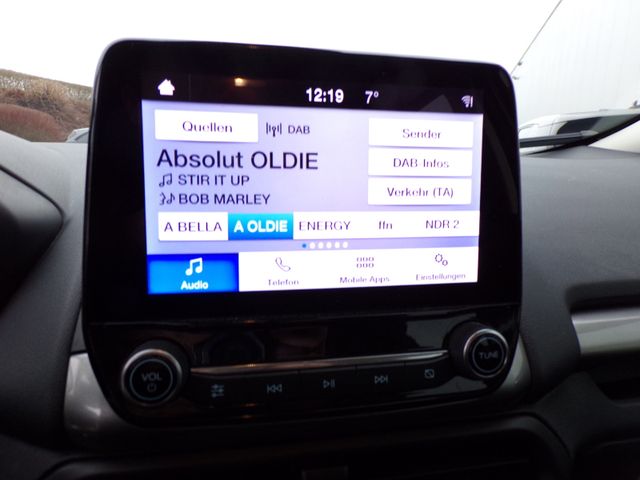 12:19 7°
Quellen DAB Sender
Absolut OLDIE
DAB-Infos
STIR IT UP
BOB MARLEY
Verkehr (TA)
A BELLA A OLDIE ENERGY ffn NDR 2
Audio Telefon Mobile Apps Einstellungen
VOL
TUNE